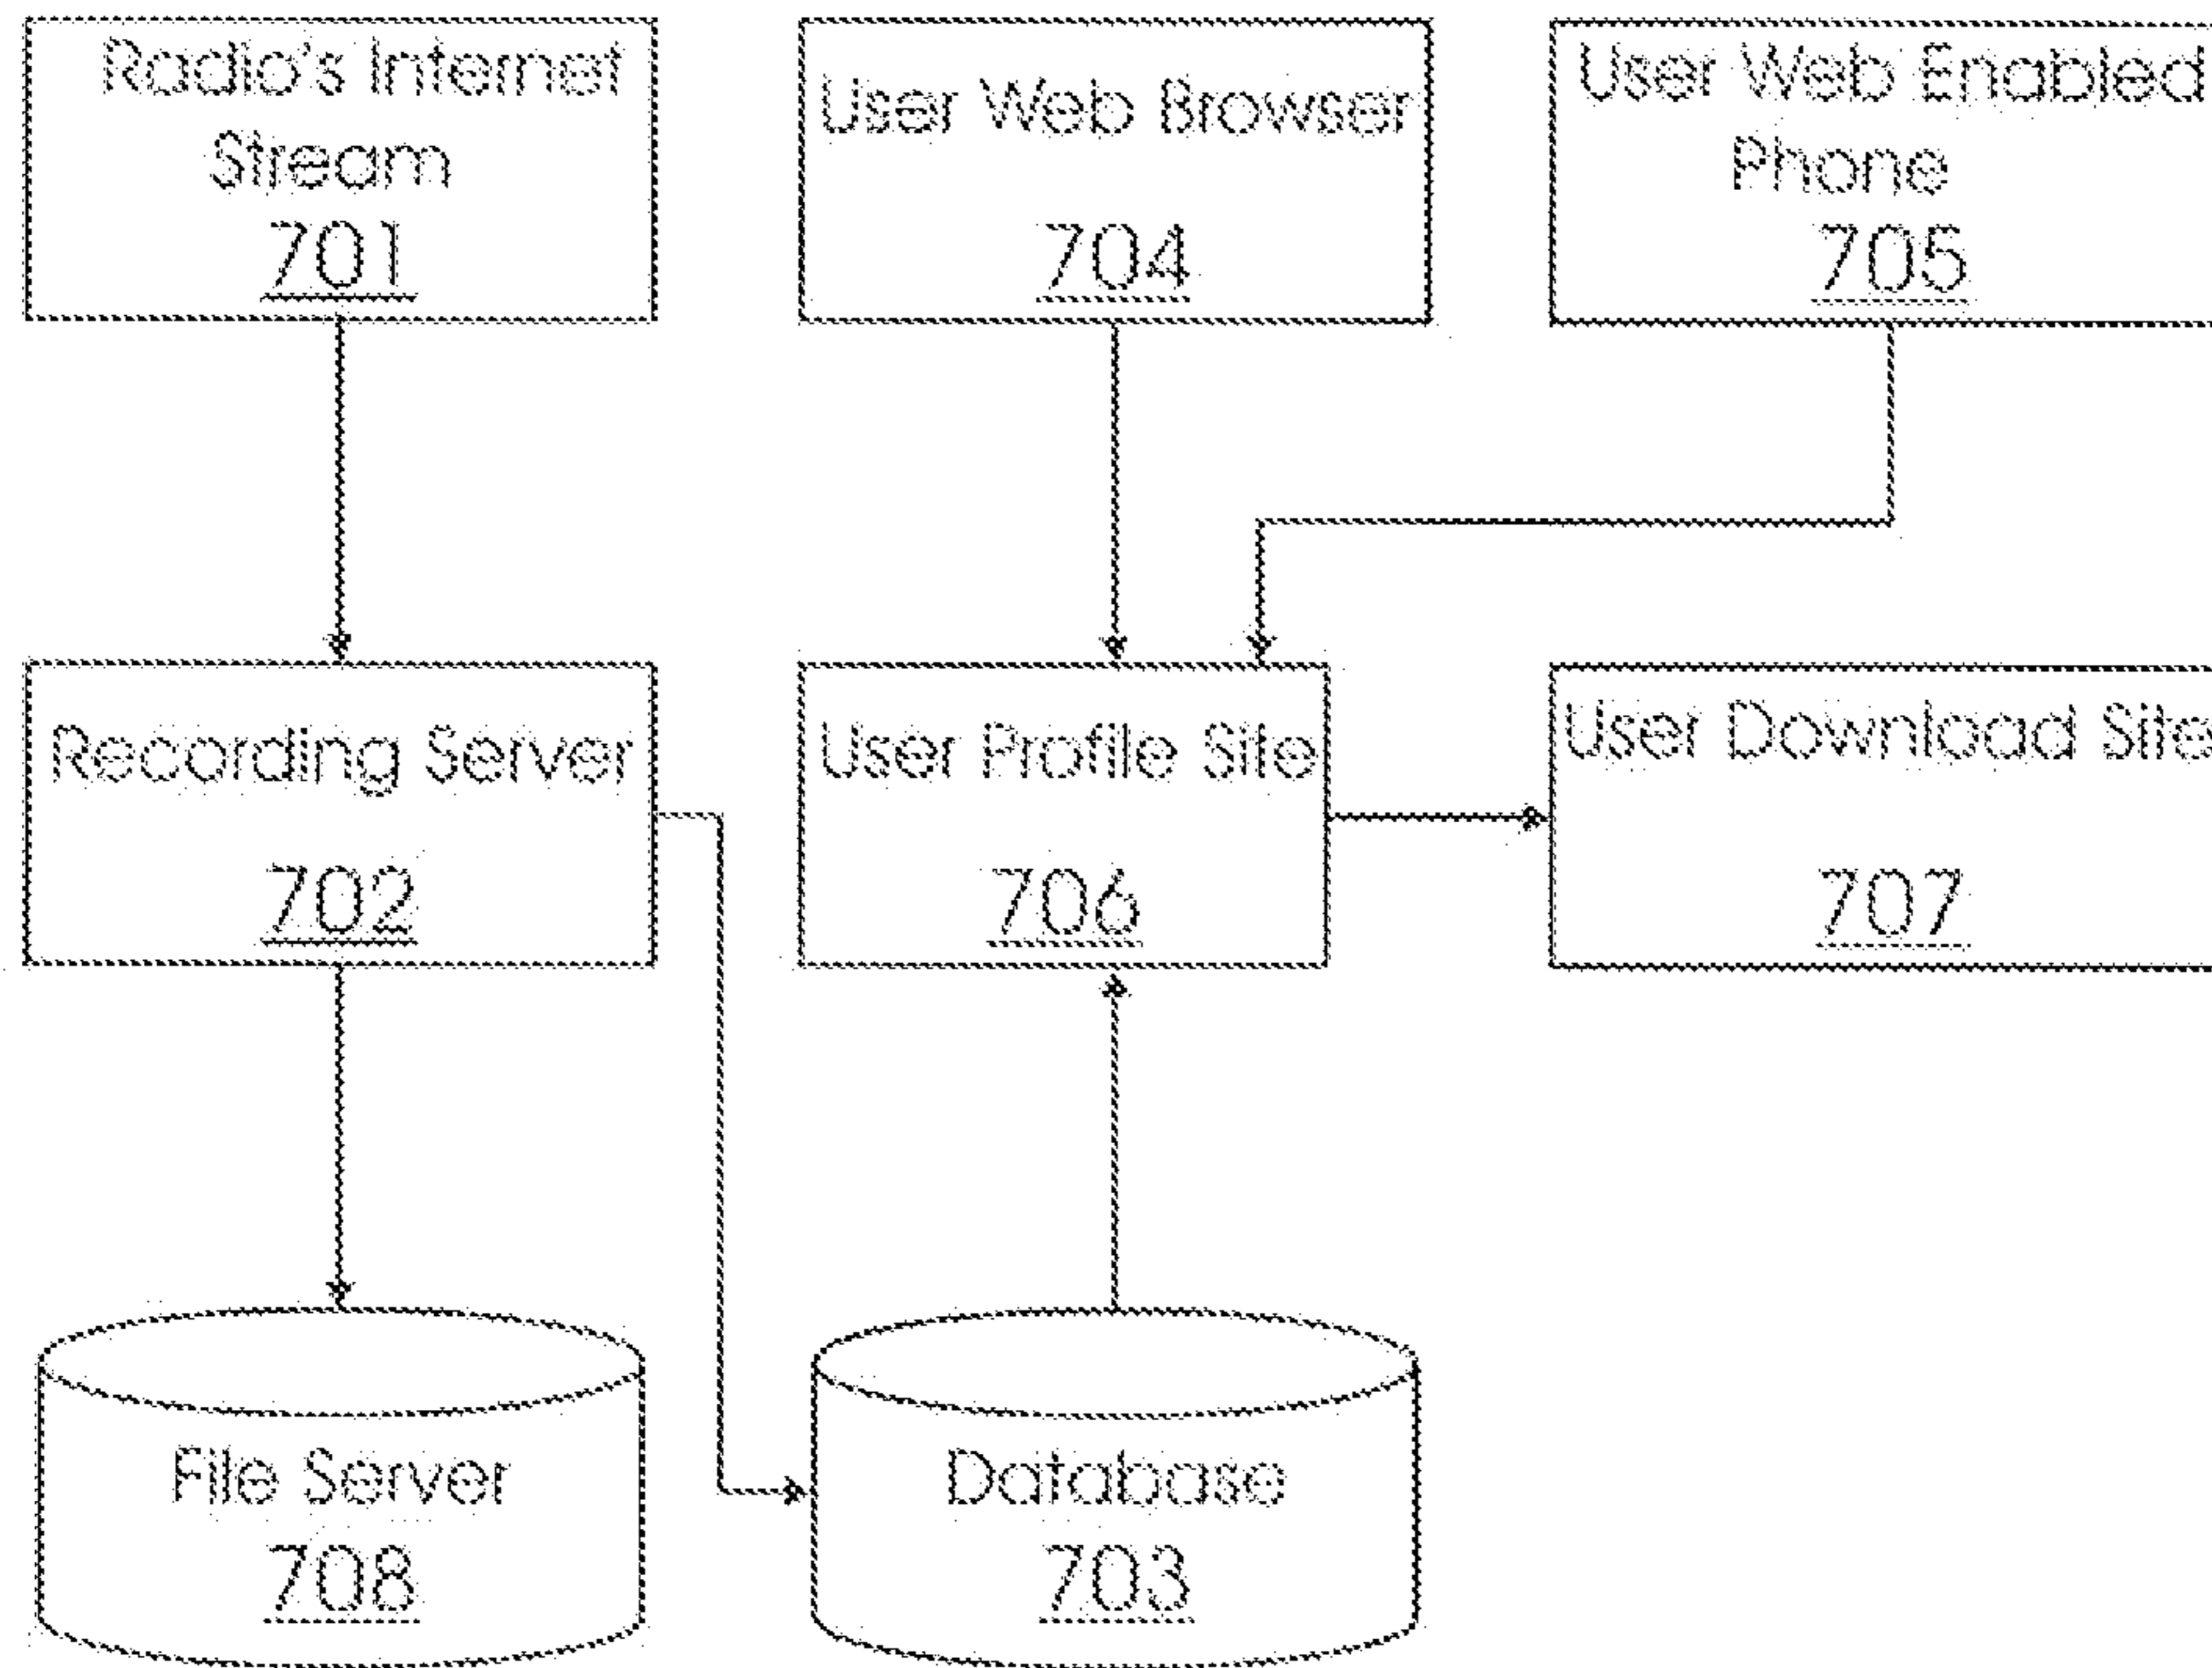 Radio's Internet
Stream
701
User Web Browser
704
User Web Enabled
Phone
705
Recording Server
702
User Profile Site
706
User Download Site
707
File Server
708
Database
703